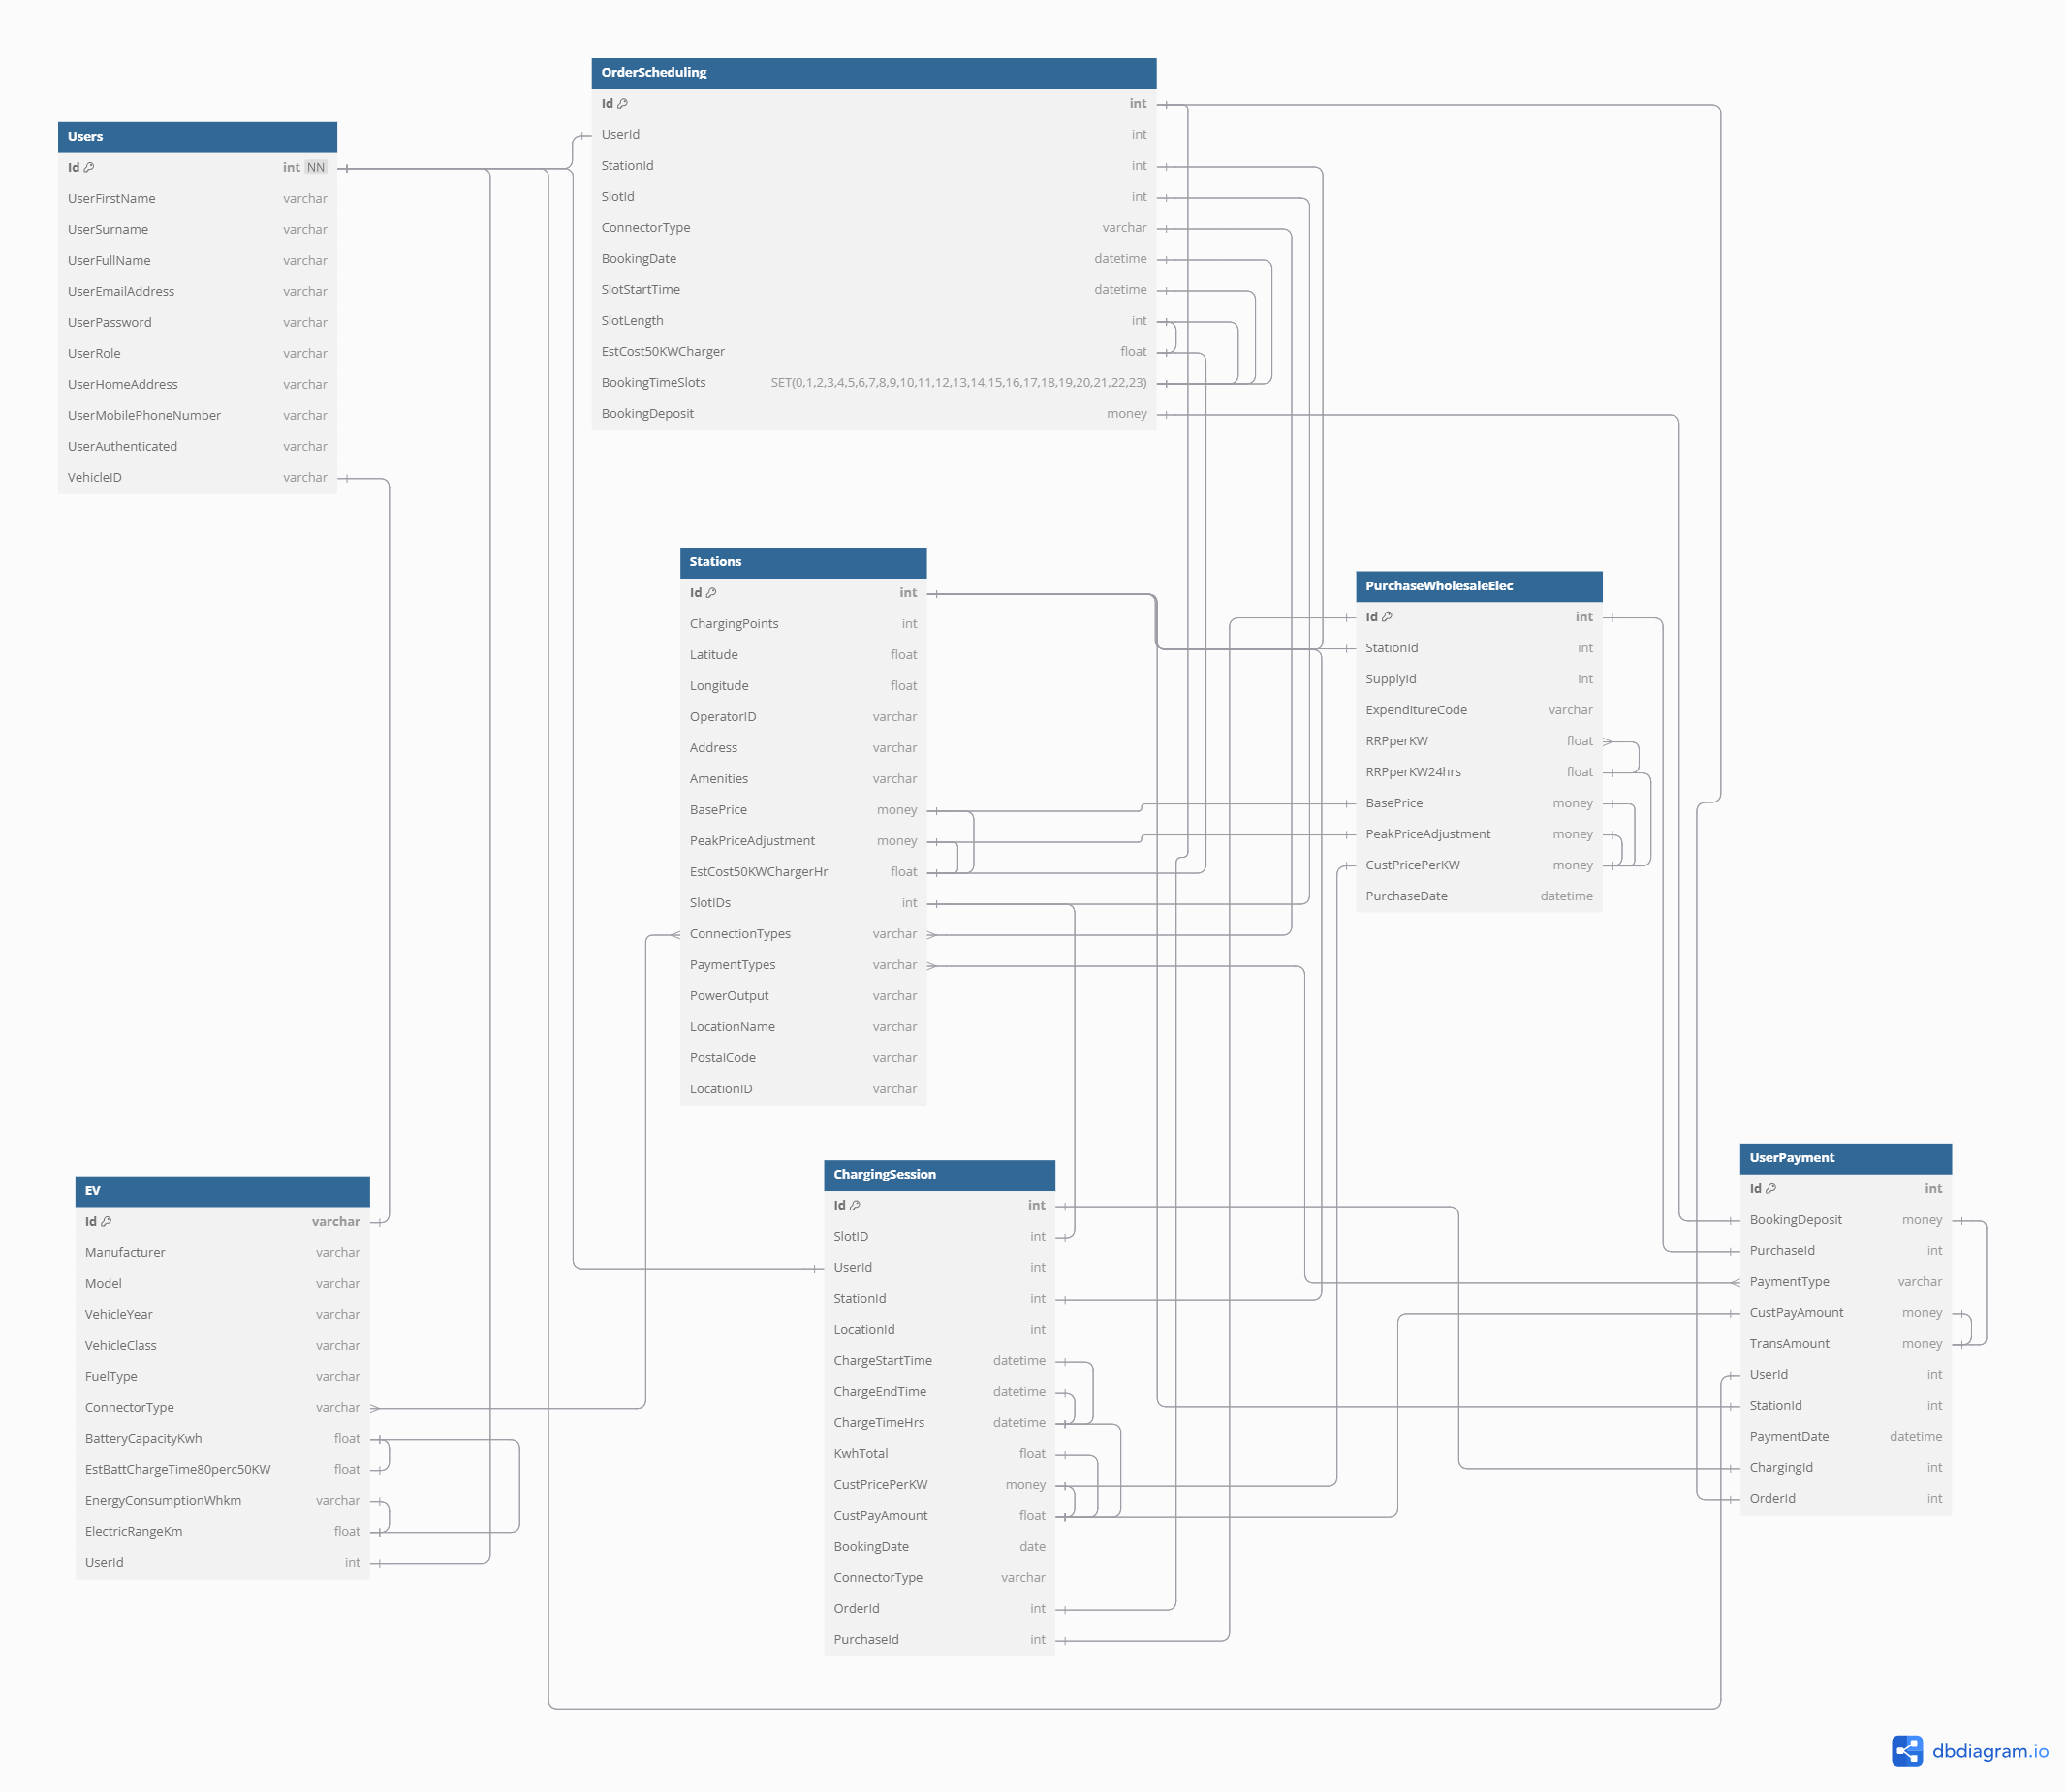 OrderScheduling
Id int
UserId int
StationId int
SlotId int
ConnectorType varchar
BookingDate datetime
SlotStartTime datetime
SlotLength int
EstCost50KWCharger float
BookingTimeSlots SET(0,1,2,3,4,5,6,7,8,9,10,11,12,13,14,15,16,17,18,19,20,21,22,23)
BookingDeposit money
Users
Id int NN
UserFirstName varchar
UserSurname varchar
UserFullName varchar
UserEmailAddress varchar
UserPassword varchar
UserRole varchar
UserHomeAddress varchar
UserMobilePhoneNumber varchar
UserAuthenticated varchar
VehicleID varchar
Stations
Id int
ChargingPoints int
Latitude float
Longitude float
OperatorID varchar
Address varchar
Amenities varchar
BasePrice money
PeakPriceAdjustment money
EstCost50KWChargerHr float
SlotIDs int
ConnectionTypes varchar
PaymentTypes varchar
PowerOutput varchar
LocationName varchar
PostalCode varchar
LocationID varchar
PurchaseWholesaleElec
Id int
StationId int
SupplyId int
ExpenditureCode varchar
RRPperKW float
RRPperKW24hrs float
BasePrice money
PeakPriceAdjustment money
CustPricePerKW money
PurchaseDate datetime
EV
Id varchar
Manufacturer varchar
Model varchar
VehicleYear varchar
VehicleClass varchar
FuelType varchar
ConnectorType varchar
BatteryCapacityKwh float
EstBattChargeTime80perc50KW float
EnergyConsumptionWhkm varchar
ElectricRangeKm float
UserId int
ChargingSession
Id int
SlotID int
UserId int
StationId int
LocationId int
ChargeStartTime datetime
ChargeEndTime datetime
ChargeTimeHrs datetime
KwhTotal float
CustPricePerKW money
CustPayAmount float
BookingDate date
ConnectorType varchar
OrderId int
PurchaseId int
UserPayment
Id int
BookingDeposit money
PurchaseId int
PaymentType varchar
CustPayAmount money
TransAmount money
UserId int
StationId int
PaymentDate datetime
ChargingId int
OrderId int
dbdiagram.io